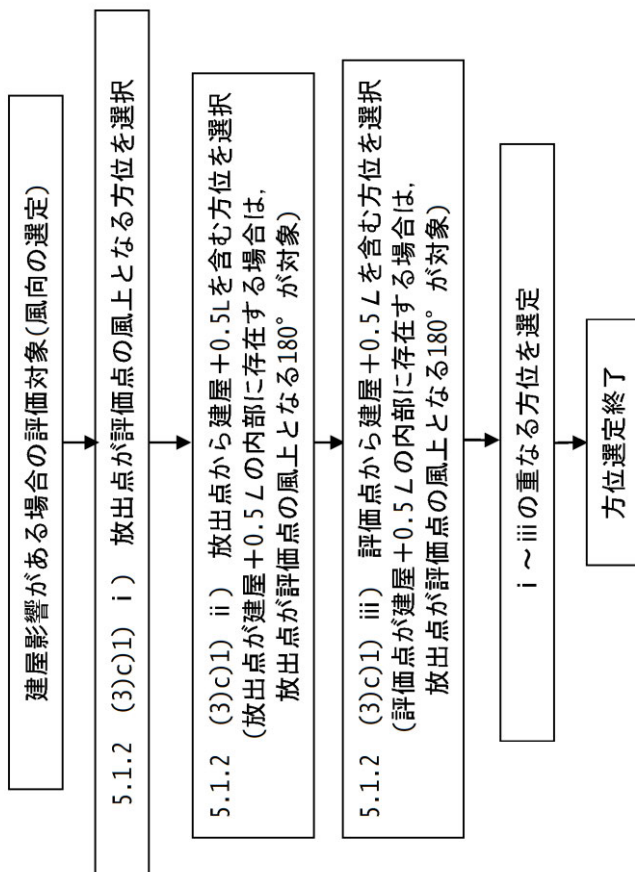 建屋影響がある場合の評価対象(風向の選定)
5.1.2 (3)c)1) ⅰ) 放出点が評価点の風上となる方位を選択
5.1.2 (3)c)1) ⅱ) 放出点から建屋＋0.5Lを含む方位を選択
(放出点が建屋＋0.5Lの内部に存在する場合は,
放出点が評価点の風上となる180°が対象)
5.1.2 (3)c)1) ⅲ) 評価点から建屋＋0.5Lを含む方位を選択
(評価点が建屋＋0.5Lの内部に存在する場合は,
放出点が評価点の風上となる180°が対象)
ⅰ～ⅲの重なる方位を選定
方位選定終了